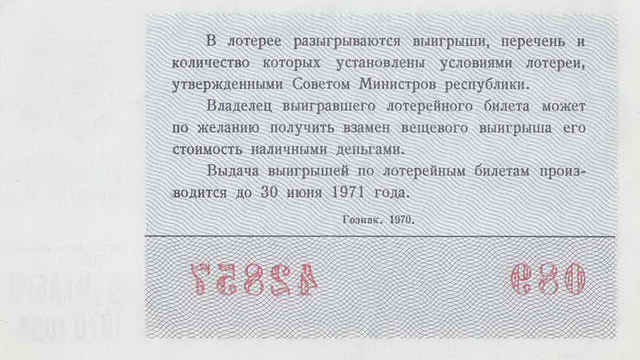 В лотерее разыгрываются выигрыши, перечень и
количество которых установлены условиями лотереи,
утвержденными Советом Министров республики.
Владелец выигравшего лотерейного билета может
по желанию получить взамен вещевого выигрыша его
стоимость наличными деньгами.
Выдача выигрышей по лотерейным билетам произ-
водится до 30 июня 1971 года.
Гознак. 1970.